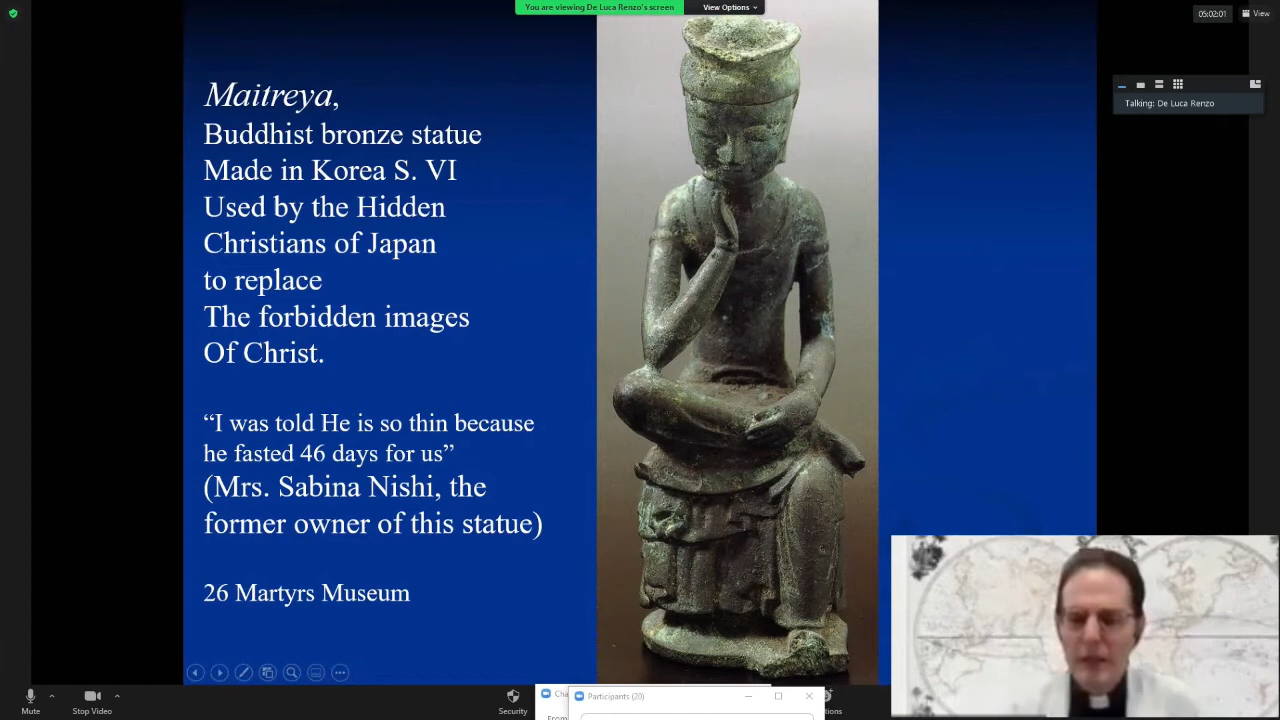 You are viewing De Luca Renzo's screen
View Options
05:02:01
View
Talking: De Luca Renzo
Maitreya,
Buddhist bronze statue
Made in Korea S. VI
Used by the Hidden
Christians of Japan
to replace
The forbidden images
Of Christ.
“I was told He is so thin because
he fasted 46 days for us”
(Mrs. Sabina Nishi, the
former owner of this statue)
26 Martyrs Museum
Mute
Stop Video
Security
Participants (20)